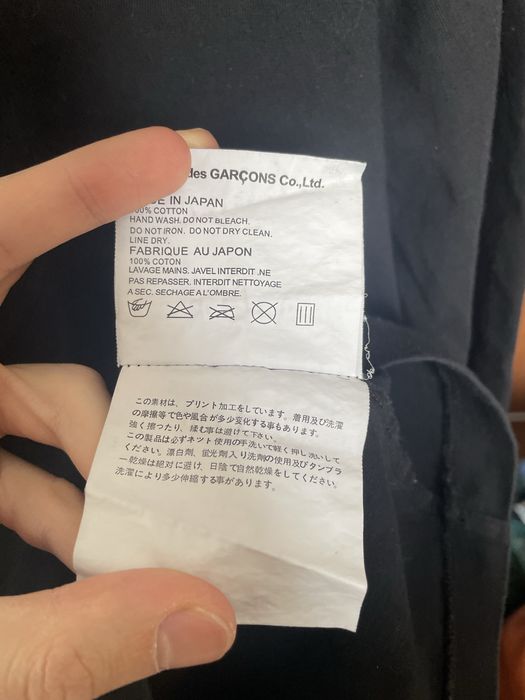 des GARÇONS Co.,Ltd.
IN JAPAN
100% COTTON
HAND WASH. DO NOT BLEACH.
DO NOT IRON. DO NOT DRY CLEAN.
LINE DRY.
FABRIQUE AU JAPON
100% COTON
LAVAGE MAINS. JAVEL INTERDIT .NE
PAS REPASSER. INTERDIT NETTOYAGE
A SEC. SECHAGE A L'OMBRE.
この素材は、プリント加工をしています。着用及び洗濯
の摩擦等で色や風合が多少変化する事もあります。
強く擦ったり、揉む事は避けて下さい。
この製品は必ずネット使用の手洗いで軽く押し洗いして
ください。漂白剤、蛍光剤入り洗剤の使用及びタンブラ
ー乾燥は絶対に避け、日陰で自然乾燥をしてください。
洗濯により多少伸縮する事があります。